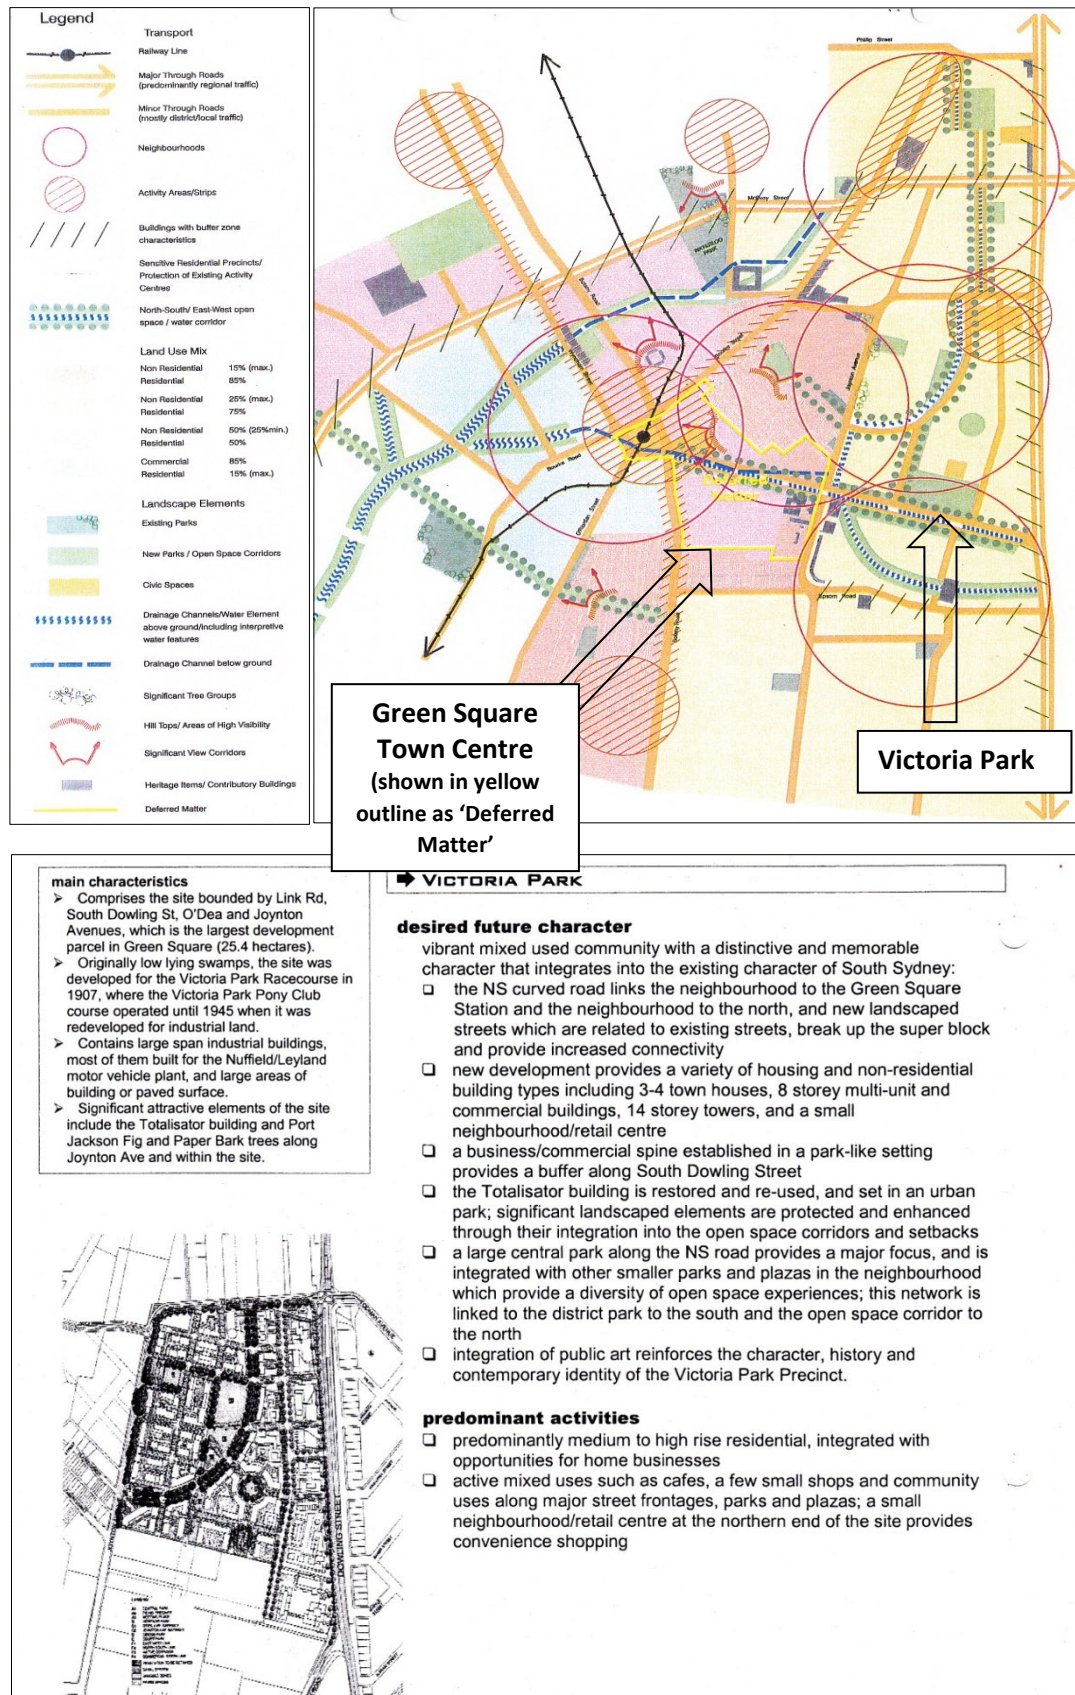 Legend
Transport
Railway Line
Major Through Roads
(predominantly regional traffic)
Minor Through Roads
(mostly district/local traffic)
Neighbourhoods
Activity Areas/Strips
Buildings with buffer zone
characteristics
Sensitive Residential Precincts/
Protection of Existing Activity
Centres
North-South/ East-West open
space / water corridor
Land Use Mix
Non Residential 15% (max.)
Residential 85%
Non Residential 25% (max.)
Residential 75%
Non Residential 50% (25%min.)
Residential 50%
Commercial 85%
Residential 15% (max.)
Landscape Elements
Existing Parks
New Parks / Open Space Corridors
Civic Spaces
Drainage Channels/Water Element
above ground/including interpretive
water features
Drainage Channel below ground
Significant Tree Groups
Hill Tops/ Areas of High Visibility
Significant View Corridors
Heritage Items/ Contributory Buildings
Deferred Matter
Phillip Street
McEvoy Street
WATERLOO
PARK
Botany Road
Bourke Street
Joynton Avenue
Bourke Road
O'Riordan Street
Deferred
Matter
Epsom Road
Botany Road
Green Square
Town Centre
(shown in yellow
outline as ‘Deferred
Matter’
Victoria Park
main characteristics
➢ Comprises the site bounded by Link Rd,
South Dowling St, O'Dea and Joynton
Avenues, which is the largest development
parcel in Green Square (25.4 hectares).
➢ Originally low lying swamps, the site was
developed for the Victoria Park Racecourse in
1907, where the Victoria Park Pony Club
course operated until 1945 when it was
redeveloped for industrial land.
➢ Contains large span industrial buildings,
most of them built for the Nuffield/Leyland
motor vehicle plant, and large areas of
building or paved surface.
➢ Significant attractive elements of the site
include the Totalisator building and Port
Jackson Fig and Paper Bark trees along
Joynton Ave and within the site.
➡ VICTORIA PARK
desired future character
vibrant mixed used community with a distinctive and memorable
character that integrates into the existing character of South Sydney:
❑ the NS curved road links the neighbourhood to the Green Square
Station and the neighbourhood to the north, and new landscaped
streets which are related to existing streets, break up the super block
and provide increased connectivity
❑ new development provides a variety of housing and non-residential
building types including 3-4 town houses, 8 storey multi-unit and
commercial buildings, 14 storey towers, and a small
neighbourhood/retail centre
❑ a business/commercial spine established in a park-like setting
provides a buffer along South Dowling Street
❑ the Totalisator building is restored and re-used, and set in an urban
park; significant landscaped elements are protected and enhanced
through their integration into the open space corridors and setbacks
❑ a large central park along the NS road provides a major focus, and is
integrated with other smaller parks and plazas in the neighbourhood
which provide a diversity of open space experiences; this network is
linked to the district park to the south and the open space corridor to
the north
❑ integration of public art reinforces the character, history and
contemporary identity of the Victoria Park Precinct.
predominant activities
❑ predominantly medium to high rise residential, integrated with
opportunities for home businesses
❑ active mixed uses such as cafes, a few small shops and community
uses along major street frontages, parks and plazas; a small
neighbourhood/retail centre at the northern end of the site provides
convenience shopping
DOWLING STREET